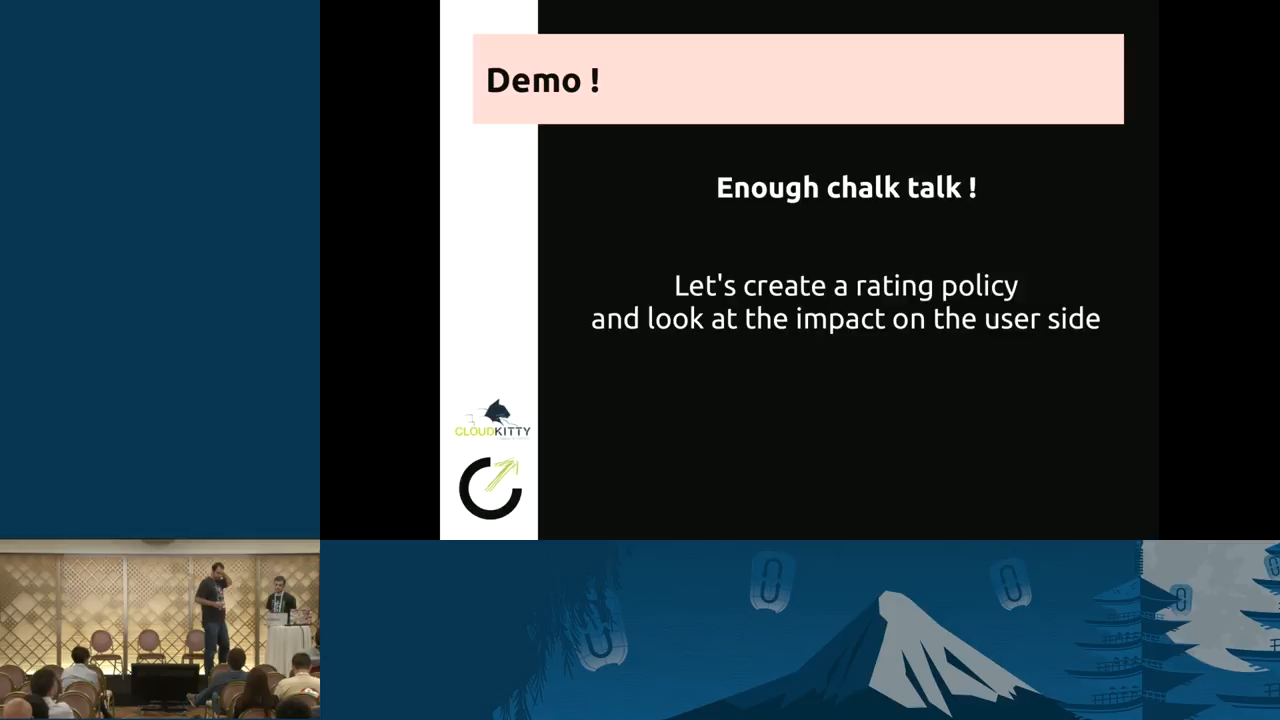 Demo !
Enough chalk talk !
Let's create a rating policy
and look at the impact on the user side
CLOUDKITTY